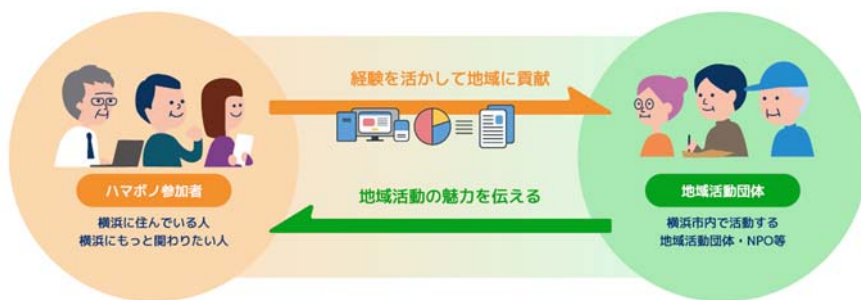 経験を活かして地域に貢献
地域活動の魅力を伝える
ハマボノ参加者
横浜に住んでいる人
横浜にもっと関わりたい人
地域活動団体
横浜市内で活動する
地域活動団体・NPO等